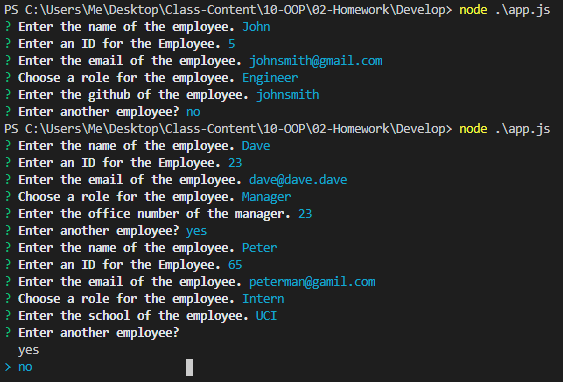 PS C:\Users\Me\Desktop\Class-Content\10-OOP\02-Homework\Develop> node .\app.js
? Enter the name of the employee. John
? Enter an ID for the Employee. 5
? Enter the email of the employee. johnsmith@gmail.com
? Choose a role for the employee. Engineer
? Enter the github of the employee. johnsmith
? Enter another employee? no
PS C:\Users\Me\Desktop\Class-Content\10-OOP\02-Homework\Develop> node .\app.js
? Enter the name of the employee. Dave
? Enter an ID for the Employee. 23
? Enter the email of the employee. dave@dave.dave
? Choose a role for the employee. Manager
? Enter the office number of the manager. 23
? Enter another employee? yes
? Enter the name of the employee. Peter
? Enter an ID for the Employee. 65
? Enter the email of the employee. peterman@gamil.com
? Choose a role for the employee. Intern
? Enter the school of the employee. UCI
? Enter another employee?
yes
> no